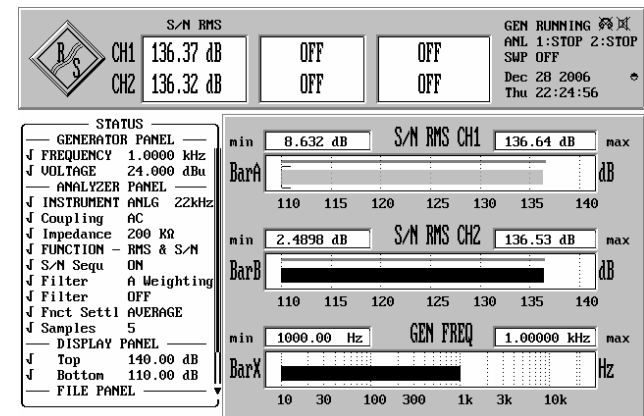 R/S
S/N RMS
CH1 136.37 dB OFF OFF
CH2 136.32 dB OFF OFF
GEN RUNNING
ANL 1:STOP 2:STOP
SWP OFF
Dec 28 2006
Thu 22:24:56
STATUS
GENERATOR PANEL
FREQUENCY 1.0000 kHz
VOLTAGE 24.000 dBu
ANALYZER PANEL
INSTRUMENT ANLG 22kHz
Coupling AC
Impedance 200 KΩ
FUNCTION - RMS & S/N
S/N Sequ ON
Filter A Weighting
Filter OFF
Fnct Settl AVERAGE
Samples 5
DISPLAY PANEL
Top 140.00 dB
Bottom 110.00 dB
FILE PANEL
min 8.632 dB S/N RMS CH1 136.64 dB max
BarA dB
110 115 120 125 130 135 140
min 2.4898 dB S/N RMS CH2 136.53 dB max
BarB dB
110 115 120 125 130 135 140
min 1000.00 Hz GEN FREQ 1.00000 kHz max
BarX Hz
10 30 100 300 1k 3k 10k